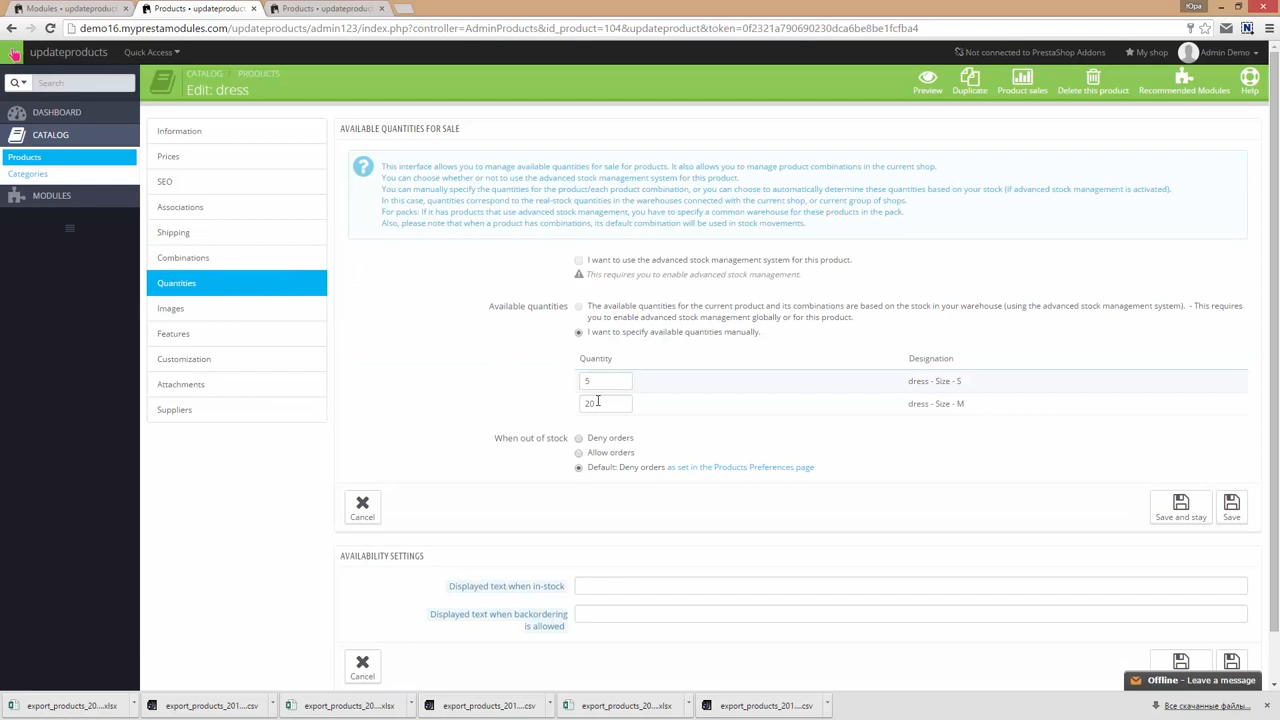 Modules • updateproducts
Products • updateproduct
Products • updateproduct
Юра
demo16.myprestamodules.com/updateproducts/admin123/index.php?controller=AdminProducts&id_product=104&updateproduct&token=0f2321a790690230dca6be8be1fcfba4
updateproducts
Quick Access
Not connected to PrestaShop Addons
My shop
Admin Demo
Search
CATALOG
PRODUCTS
Edit: dress
Preview
Duplicate
Product sales
Delete this product
Recommended Modules
Help
DASHBOARD
CATALOG
Products
Categories
MODULES
Information
Prices
SEO
Associations
Shipping
Combinations
Quantities
Images
Features
Customization
Attachments
Suppliers
AVAILABLE QUANTITIES FOR SALE
This interface allows you to manage available quantities for sale for products. It also allows you to manage product combinations in the current shop.
You can choose whether or not to use the advanced stock management system for this product.
You can manually specify the quantities for the product/each product combination, or you can choose to automatically determine these quantities based on your stock (if advanced stock management is activated).
In this case, quantities correspond to the real-stock quantities in the warehouses connected with the current shop, or current group of shops.
For packs: If it has products that use advanced stock management, you have to specify a common warehouse for these products in the pack.
Also, please note that when a product has combinations, its default combination will be used in stock movements.
I want to use the advanced stock management system for this product.
This requires you to enable advanced stock management.
Available quantities
The available quantities for the current product and its combinations are based on the stock in your warehouse (using the advanced stock management system). - This requires
you to enable advanced stock management globally or for this product.
I want to specify available quantities manually.
Quantity
Designation
5
dress - Size - S
20
dress - Size - M
When out of stock
Deny orders
Allow orders
Default: Deny orders as set in the Products Preferences page
Cancel
Save and stay
Save
AVAILABILITY SETTINGS
Displayed text when in-stock
Displayed text when backordering
is allowed
Cancel
Offline - Leave a message
export_products_20....xlsx
export_products_201....csv
export_products_20....xlsx
export_products_201....csv
export_products_20....xlsx
export_products_201....csv
Все скачанные файлы...